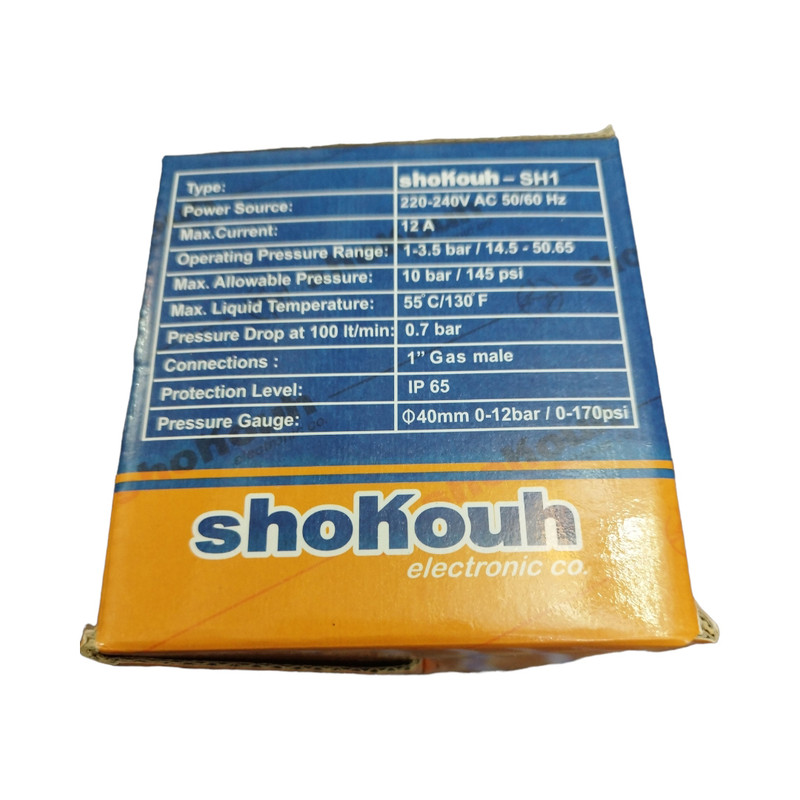 Type: shoKouh – SH1
Power Source: 220-240V AC 50/60 Hz
Max.Current: 12 A
Operating Pressure Range: 1-3.5 bar / 14.5 - 50.65
Max. Allowable Pressure: 10 bar / 145 psi
Max. Liquid Temperature: 55°C/130°F
Pressure Drop at 100 lt/min: 0.7 bar
Connections : 1” Gas male
Protection Level: IP 65
Pressure Gauge: Φ40mm 0-12bar / 0-170psi
shoKouh
electronic co.
shoKouh
electronic co.